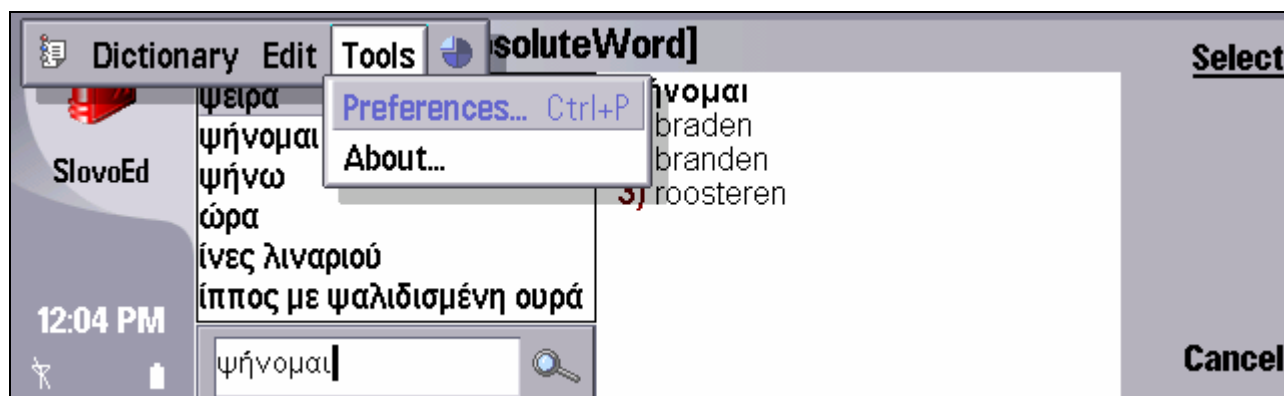 Dictionary Edit Tools soluteWord]
Select
Preferences... Ctrl+P
About...
SlovoEd
ψείρα
ψήνομαι
ψήνω
ώρα
ίνες λιναριού
ίππος με ψαλιδισμένη ουρά
ήνομαι
braden
branden
3) roosteren
12:04 PM
ψήνομαι
Cancel